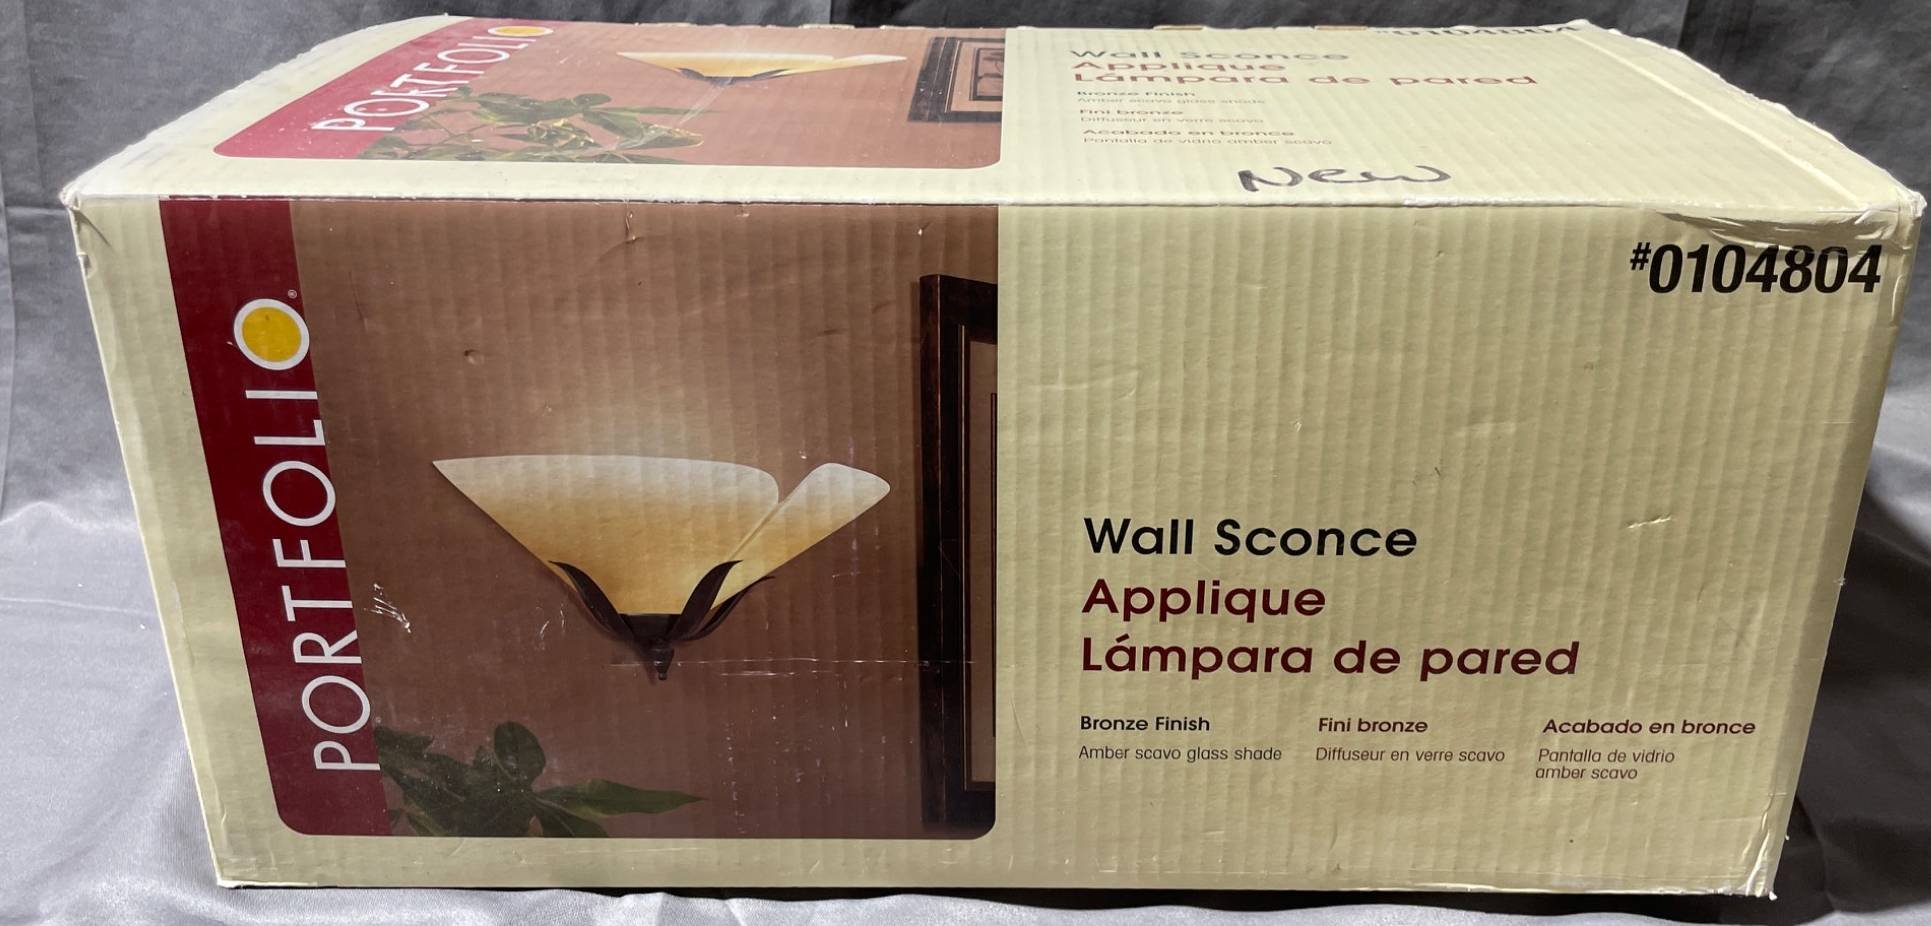 PORTFOLIO
Wall Sconce
Applique
Lámpara de pared
Bronze Finish
Amber scavo glass shade
Fini bronze
Diffuseur en verre scavo
Acabado en bronce
Pantalla de vidrio amber scavo
New
#0104804
PORTFOLIO®
#0104804
Wall Sconce
Applique
Lámpara de pared
Bronze Finish
Amber scavo glass shade
Fini bronze
Diffuseur en verre scavo
Acabado en bronce
Pantalla de vidrio
amber scavo